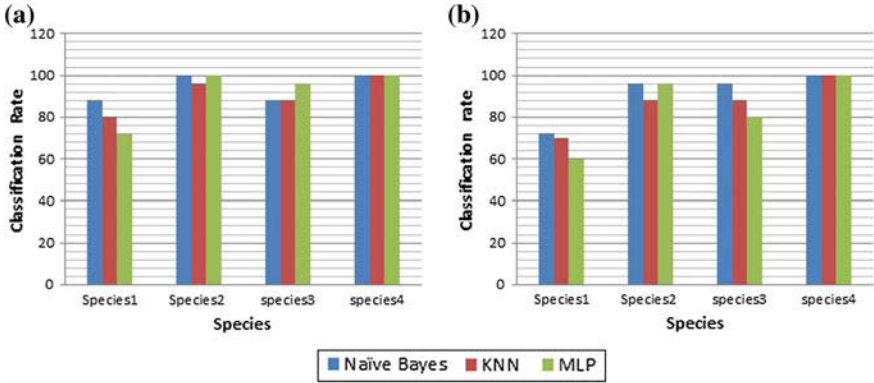 (a)
120
100
80
60
40
20
0
Classification Rate
Species1 Species2 species3 species4
Species
(b)
120
100
80
60
40
20
0
Classification rate
Species1 Species2 species3 species4
Species
Naïve Bayes KNN MLP